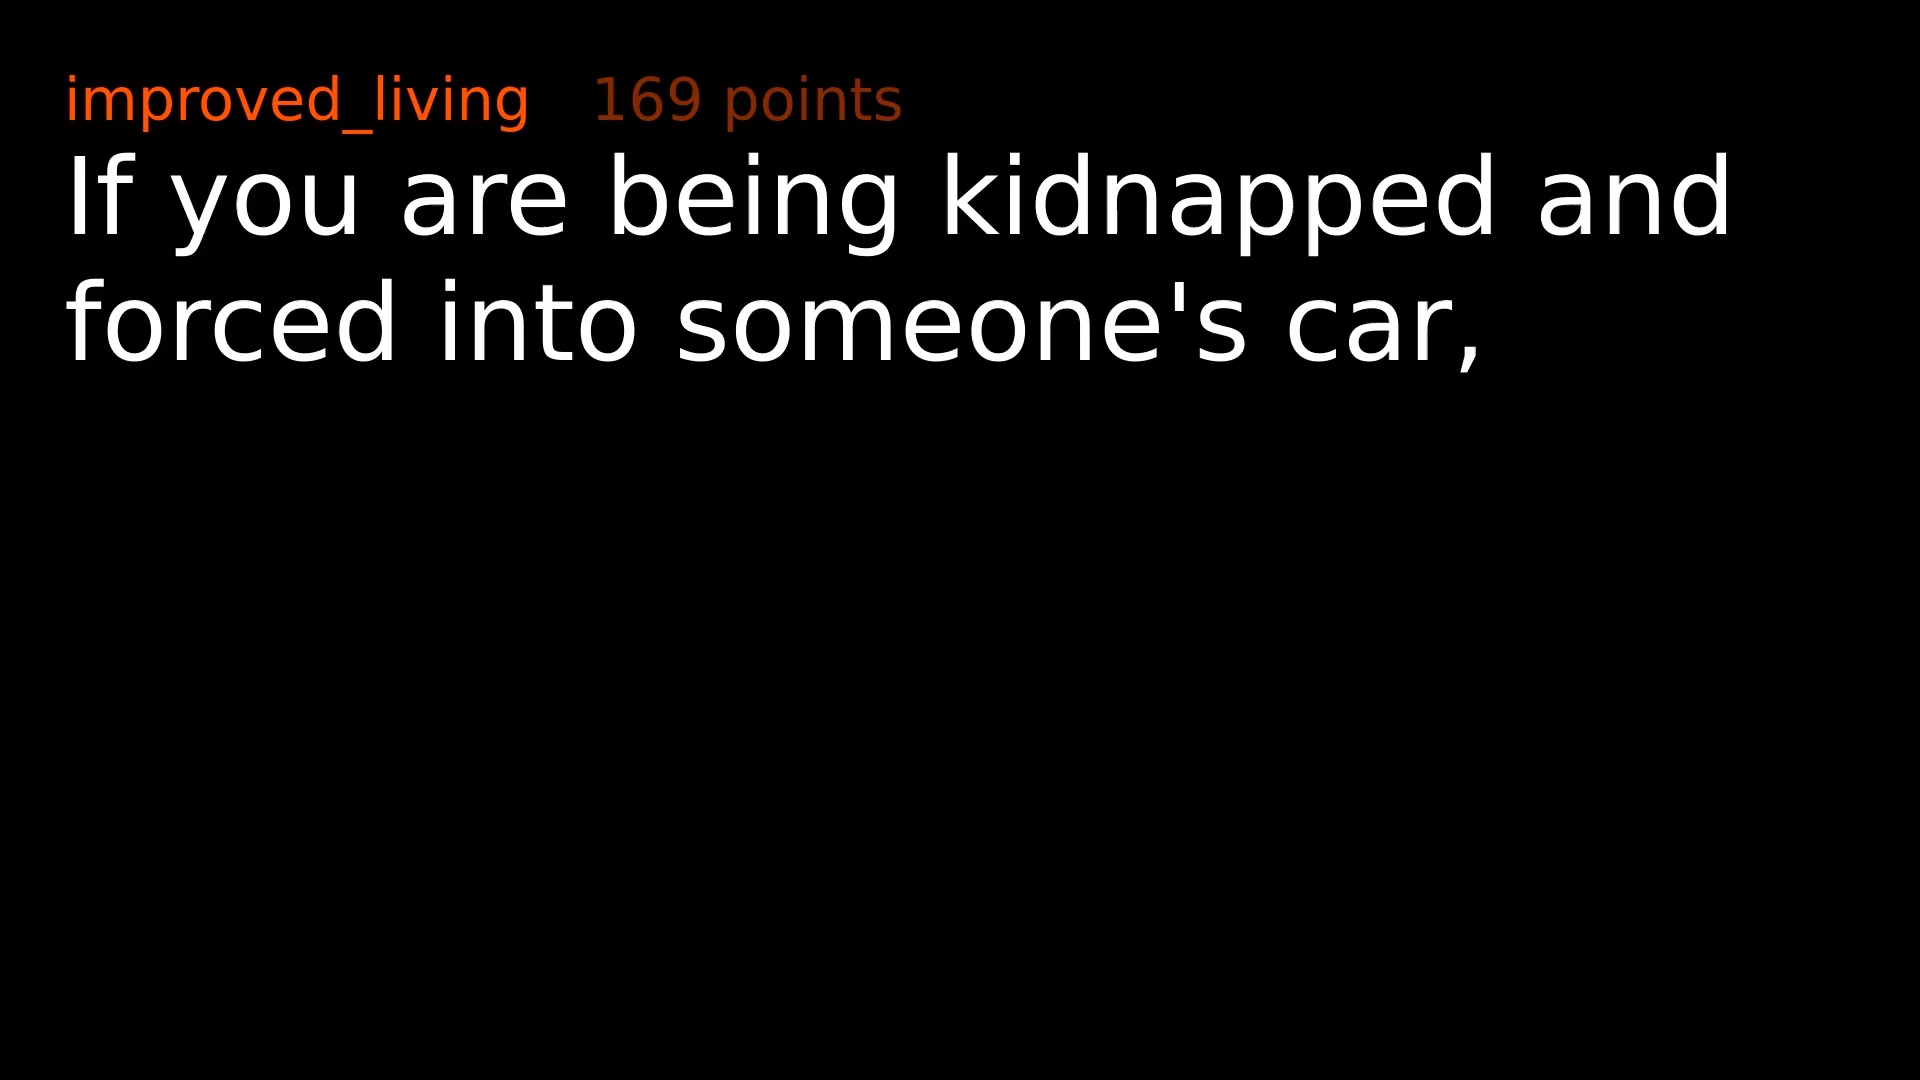 improved_living 169 points
If you are being kidnapped and
forced into someone's car,